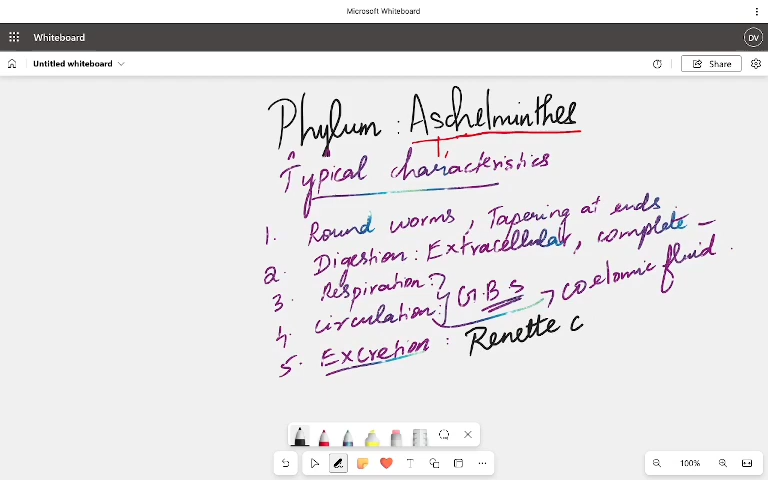 Microsoft Whiteboard
Whiteboard
DV
Untitled whiteboard
Share
Phylum : Aschelminthes
Typical characteristics
1. Round worms, Tapering at ends
2. Digestion : Extracellular, complete -
3. Respiration :
4. circulation : G.B.S → coelomic fluid.
5. Excretion : Renette c
100%